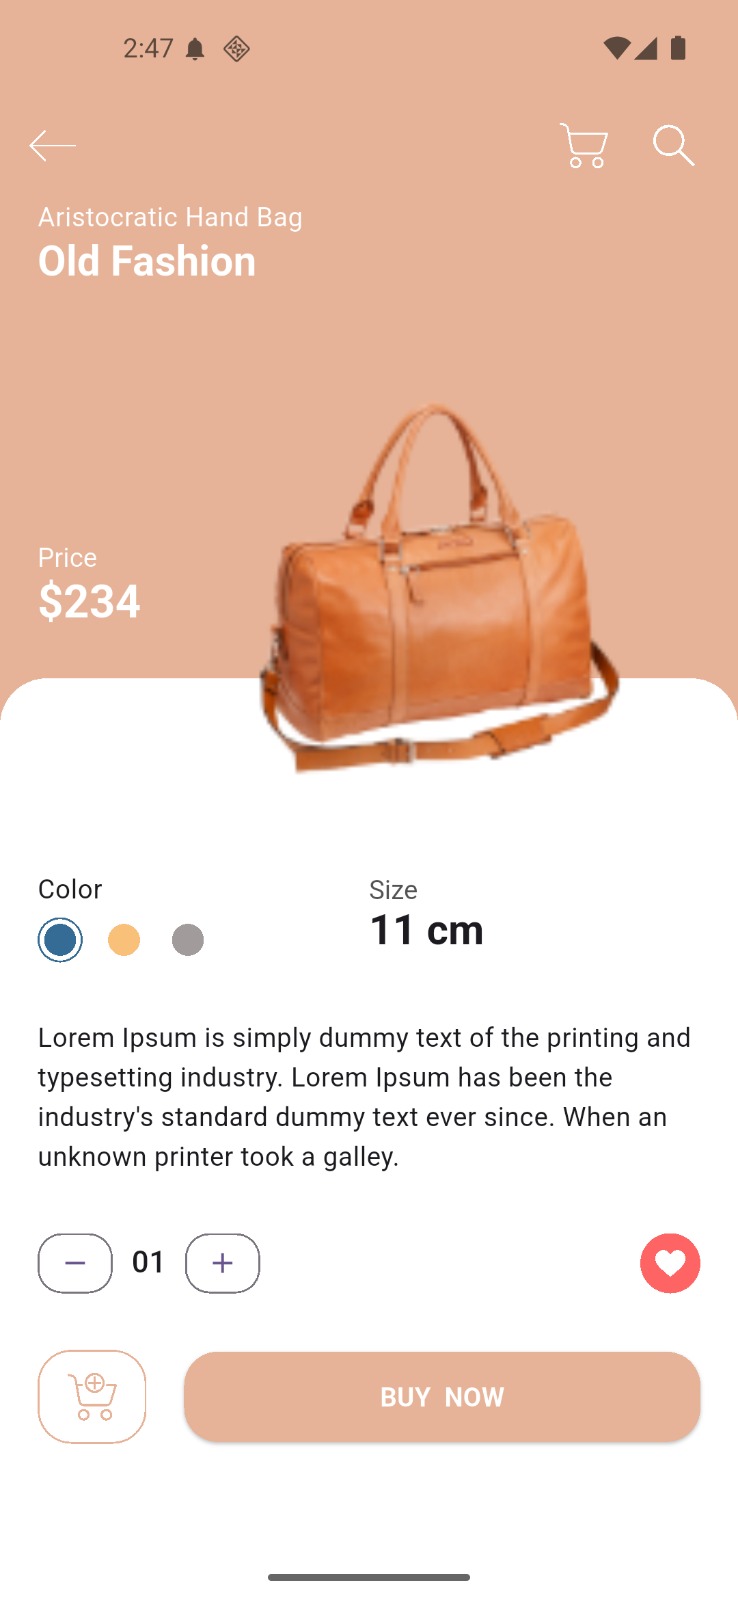 2:47
Aristocratic Hand Bag
Old Fashion
Price
$234
Color
Size
11 cm
Lorem Ipsum is simply dummy text of the printing and
typesetting industry. Lorem Ipsum has been the
industry's standard dummy text ever since. When an
unknown printer took a galley.
01
BUY NOW